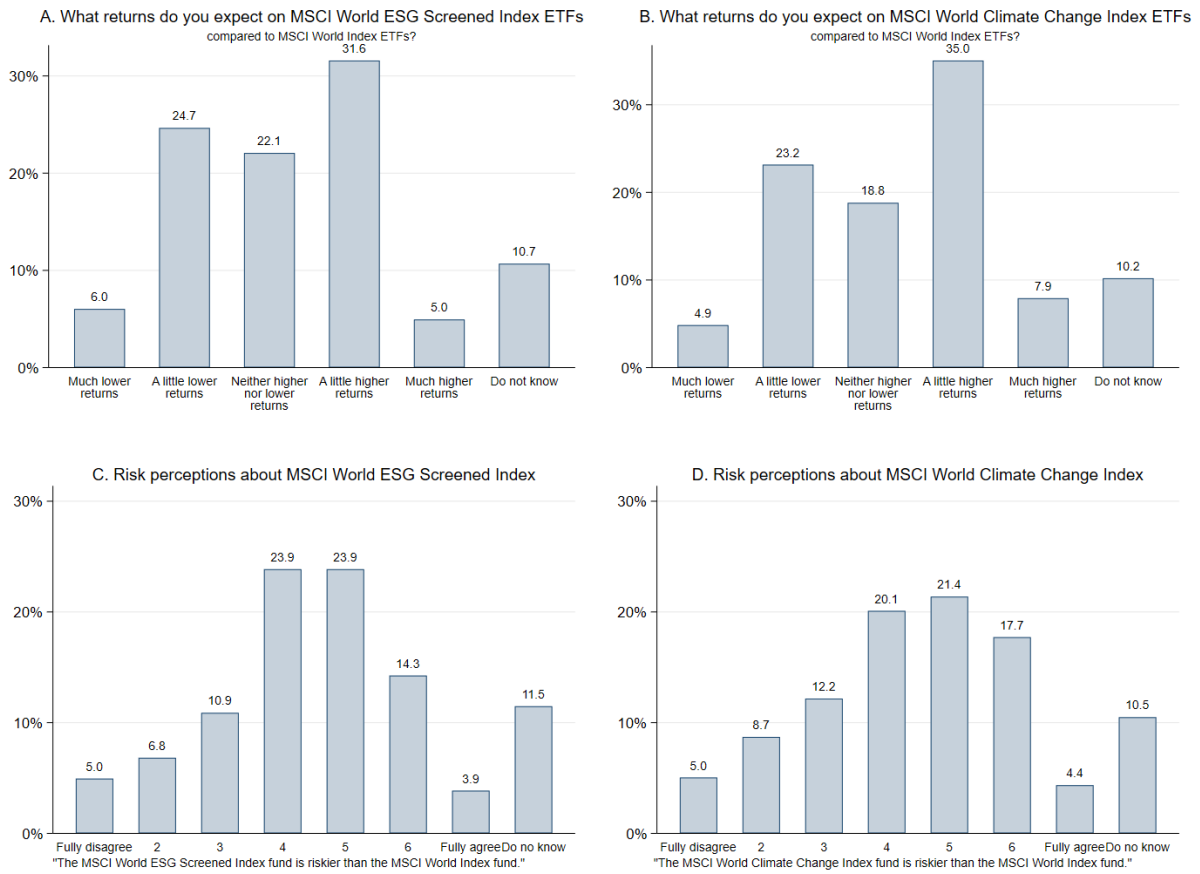 A. What returns do you expect on MSCI World ESG Screened Index ETFs
compared to MSCI World Index ETFs?
31.6
30%
24.7
22.1
20%
10.7
10%
6.0
5.0
0%
Much lower returns
A little lower returns
Neither higher nor lower returns
A little higher returns
Much higher returns
Do not know
B. What returns do you expect on MSCI World Climate Change Index ETFs
compared to MSCI World Index ETFs?
35.0
30%
23.2
20%
18.8
10%
10.2
7.9
4.9
0%
Much lower returns
A little lower returns
Neither higher nor lower returns
A little higher returns
Much higher returns
Do not know
C. Risk perceptions about MSCI World ESG Screened Index
30%
23.9
23.9
20%
14.3
11.5
10.9
10%
6.8
5.0
3.9
0%
Fully disagree 2 3 4 5 6 Fully agree Do no know
"The MSCI World ESG Screened Index fund is riskier than the MSCI World Index fund."
D. Risk perceptions about MSCI World Climate Change Index
30%
21.4
20.1
20%
17.7
12.2
10.5
10%
8.7
5.0
4.4
0%
Fully disagree 2 3 4 5 6 Fully agree Do no know
"The MSCI World Climate Change Index fund is riskier than the MSCI World Index fund."